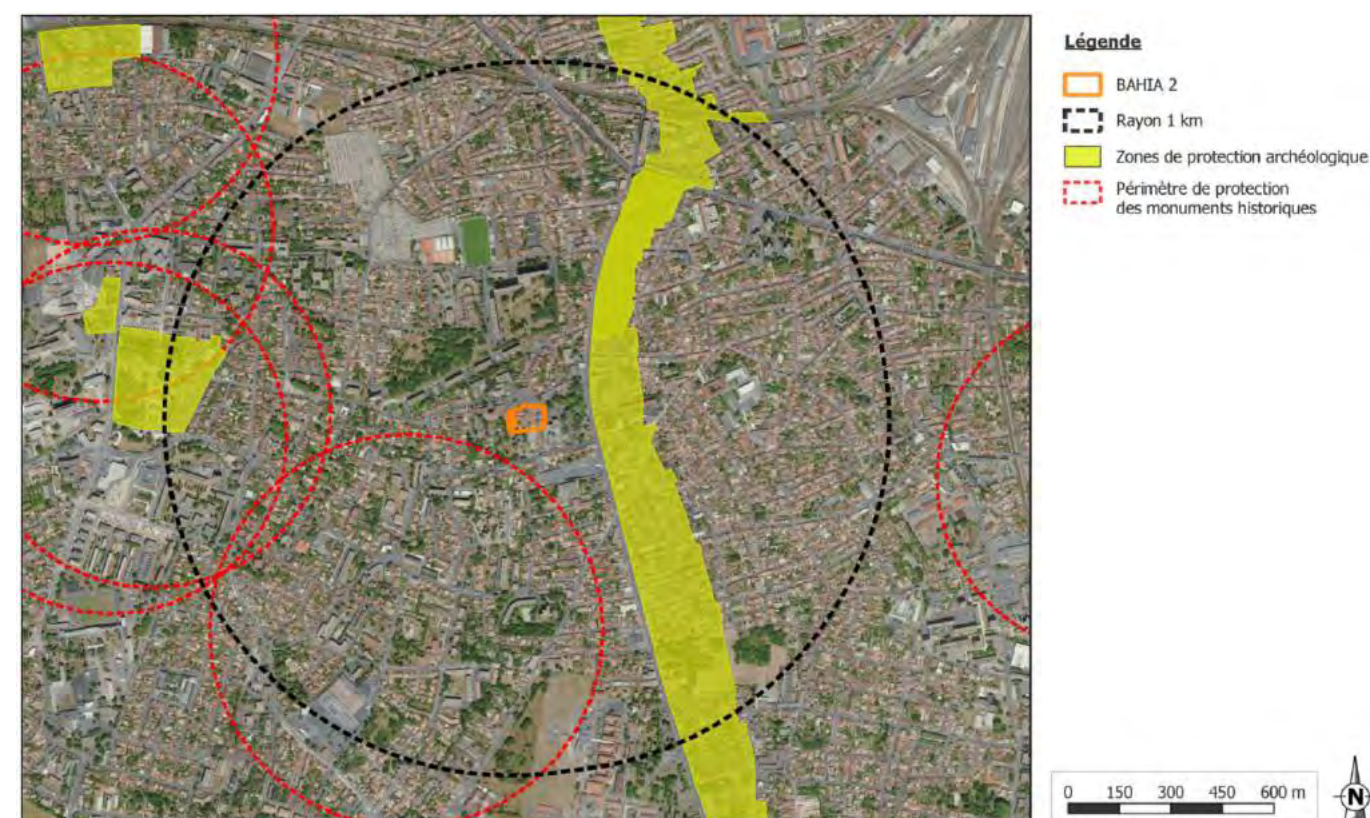 Légende
BAHIA 2
Rayon 1 km
Zones de protection archéologique
Périmètre de protection
des monuments historiques
0 150 300 450 600 m
N